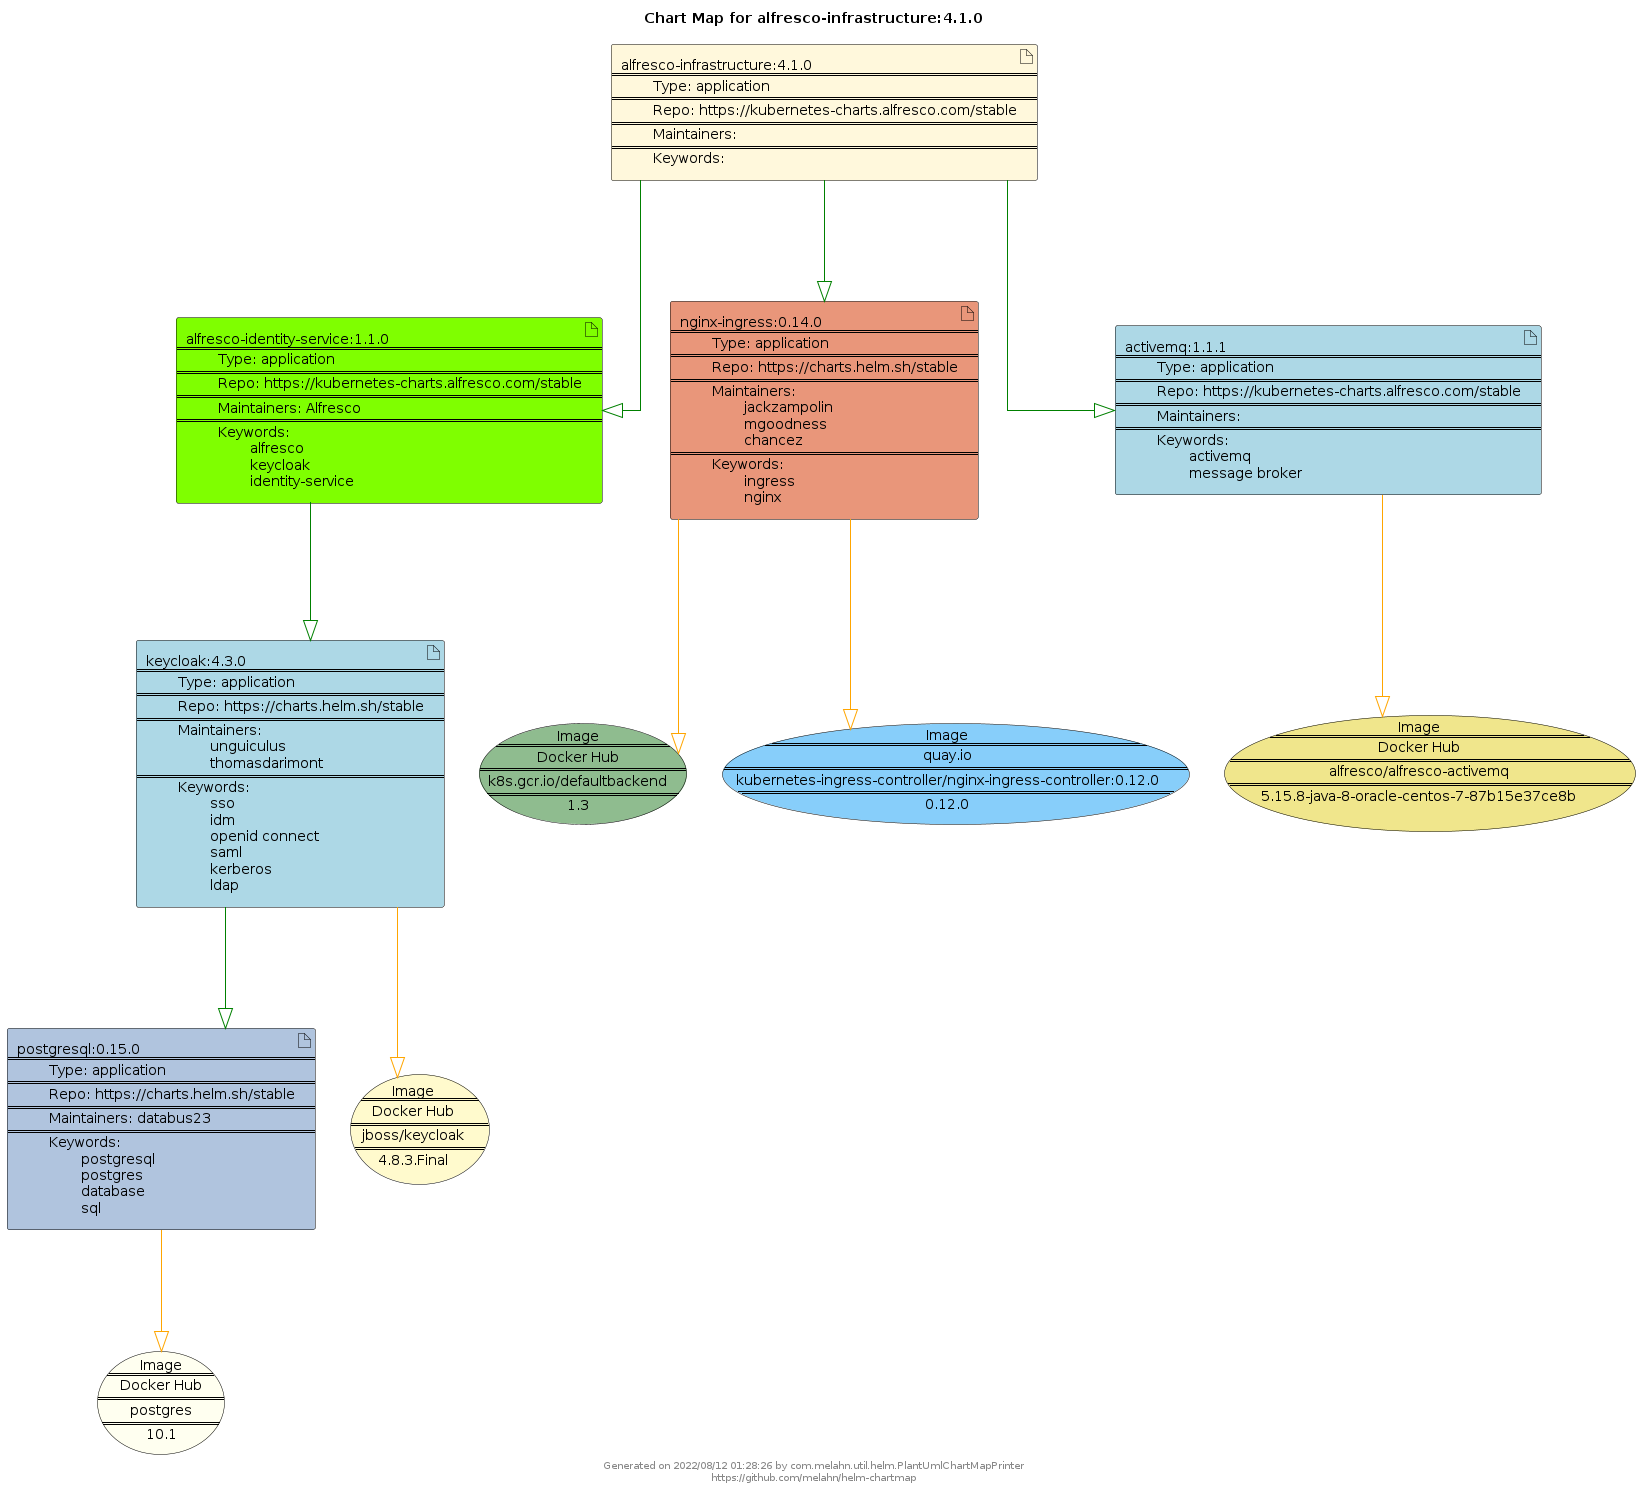 Chart Map for alfresco-infrastructure:4.1.0
alfresco-infrastructure:4.1.0
Type: application
Repo: https://kubernetes-charts.alfresco.com/stable
Maintainers:
Keywords:
alfresco-identity-service:1.1.0
Type: application
Repo: https://kubernetes-charts.alfresco.com/stable
Maintainers: Alfresco
Keywords:
alfresco
keycloak
identity-service
nginx-ingress:0.14.0
Type: application
Repo: https://charts.helm.sh/stable
Maintainers:
jackzampolin
mgoodness
chancez
Keywords:
ingress
nginx
activemq:1.1.1
Type: application
Repo: https://kubernetes-charts.alfresco.com/stable
Maintainers:
Keywords:
activemq
message broker
keycloak:4.3.0
Type: application
Repo: https://charts.helm.sh/stable
Maintainers:
unguiculus
thomasdarimont
Keywords:
sso
idm
openid connect
saml
kerberos
ldap
Image
Docker Hub
k8s.gcr.io/defaultbackend
1.3
Image
quay.io
kubernetes-ingress-controller/nginx-ingress-controller:0.12.0
0.12.0
Image
Docker Hub
alfresco/alfresco-activemq
5.15.8-java-8-oracle-centos-7-87b15e37ce8b
postgresql:0.15.0
Type: application
Repo: https://charts.helm.sh/stable
Maintainers: databus23
Keywords:
postgresql
postgres
database
sql
Image
Docker Hub
jboss/keycloak
4.8.3.Final
Image
Docker Hub
postgres
10.1
Generated on 2022/08/12 01:28:26 by com.melahn.util.helm.PlantUmlChartMapPrinter
https://github.com/melahn/helm-chartmap